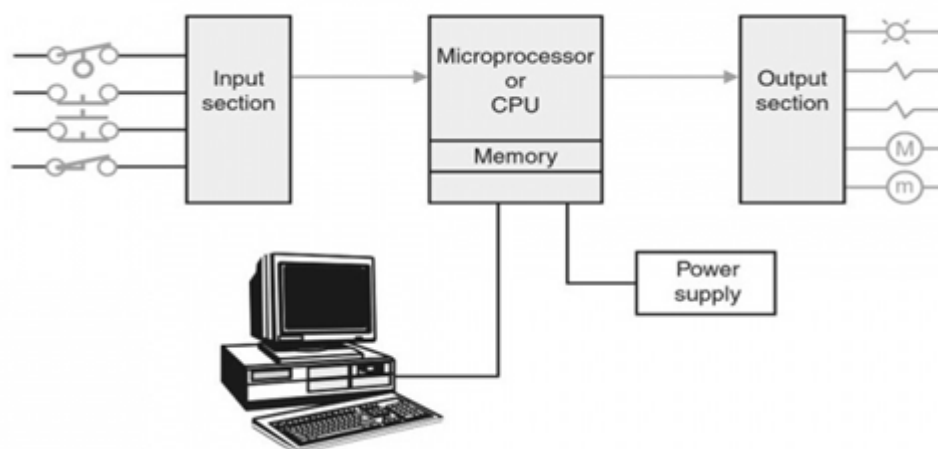 Input
section
Microprocessor
or
CPU
Memory
Output
section
M
m
Power
supply